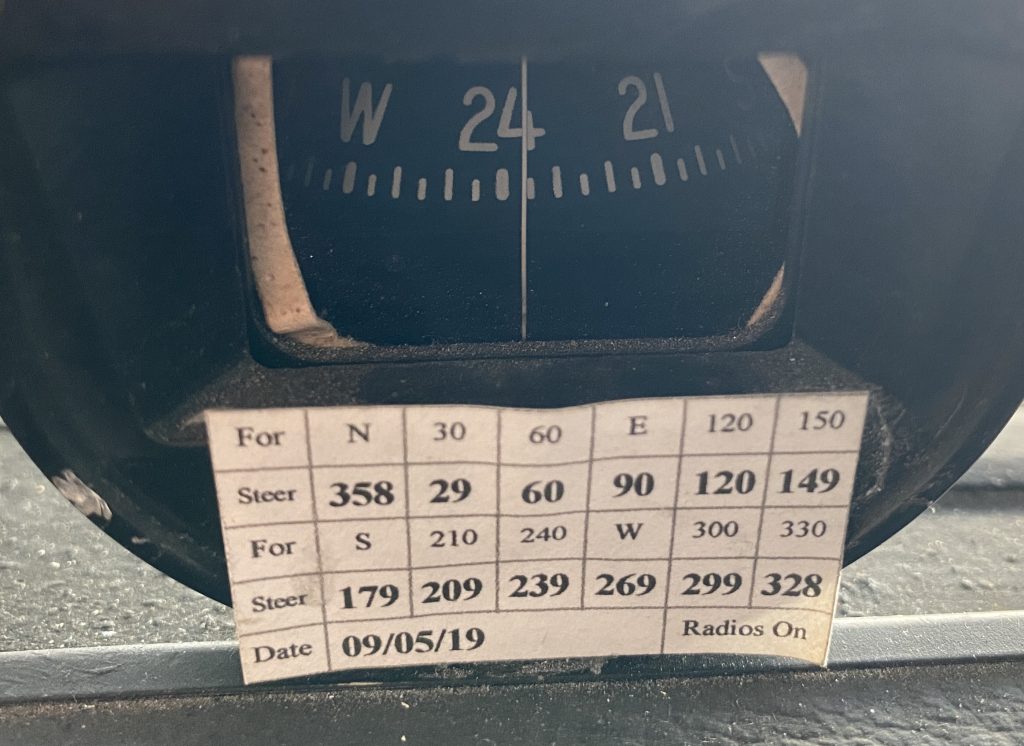 W 24 21 S
For N 30 60 E 120 150
Steer 358 29 60 90 120 149
For S 210 240 W 300 330
Steer 179 209 239 269 299 328
Date 09/05/19 Radios On